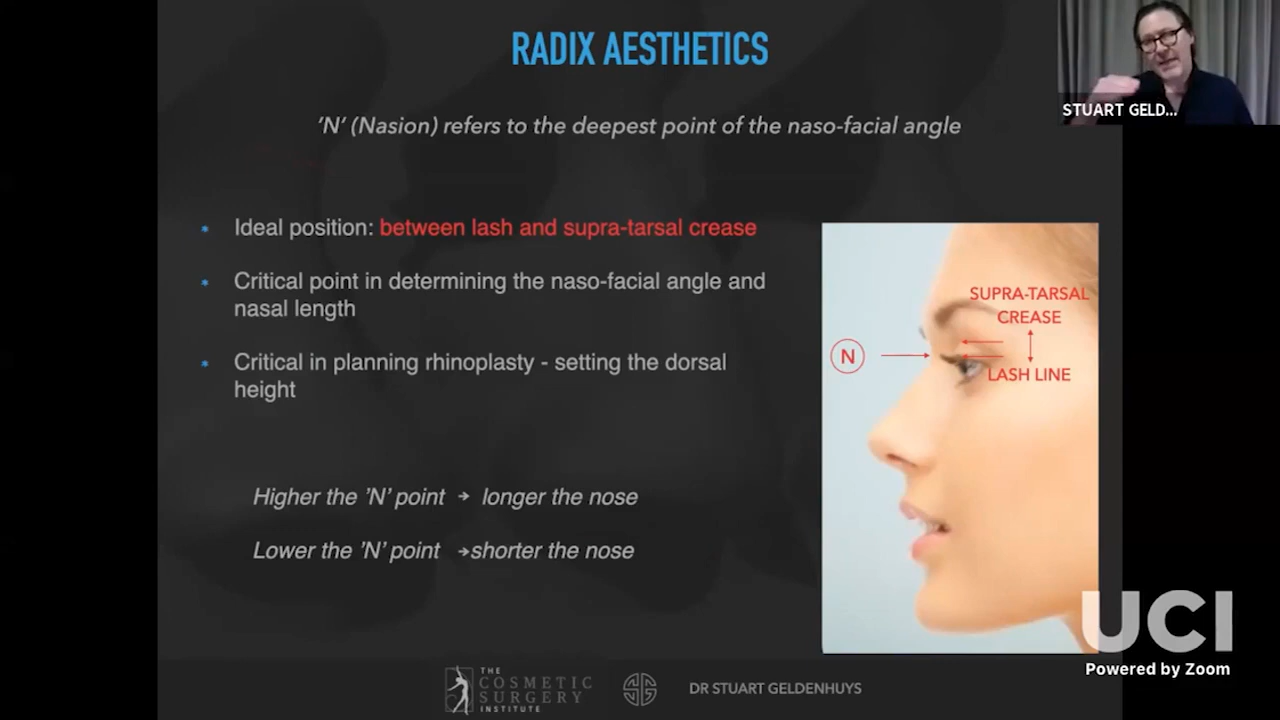 RADIX AESTHETICS
STUART GELD...
'N' (Nasion) refers to the deepest point of the naso-facial angle
* Ideal position: between lash and supra-tarsal crease
* Critical point in determining the naso-facial angle and
nasal length
* Critical in planning rhinoplasty - setting the dorsal
height
Higher the 'N' point → longer the nose
Lower the 'N' point →shorter the nose
SUPRA-TARSAL
CREASE
N
LASH LINE
UCI
Powered by Zoom
THE
COSMETIC
SURGERY
INSTITUTE
DR STUART GELDENHUYS